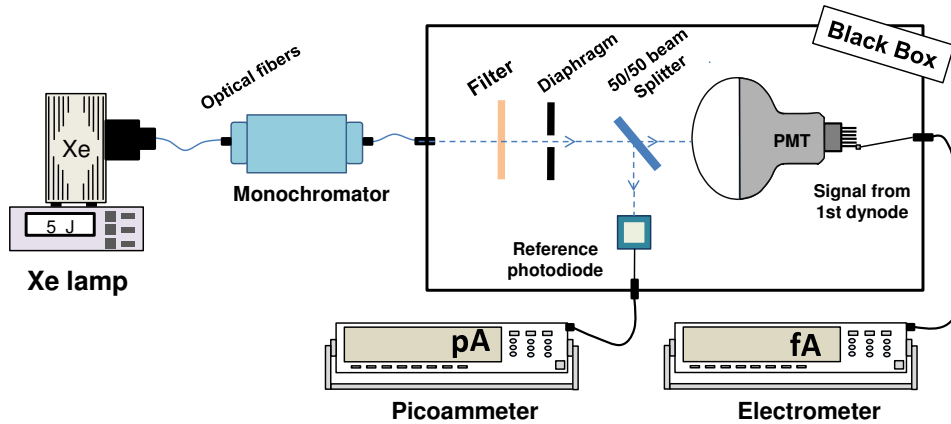 Black Box
Optical fibers
Filter
Diaphragm
50/50 beam
Splitter
Xe
PMT
Monochromator
Signal from
1st dynode
5 J
Reference
photodiode
Xe lamp
pA
fA
Picoammeter
Electrometer